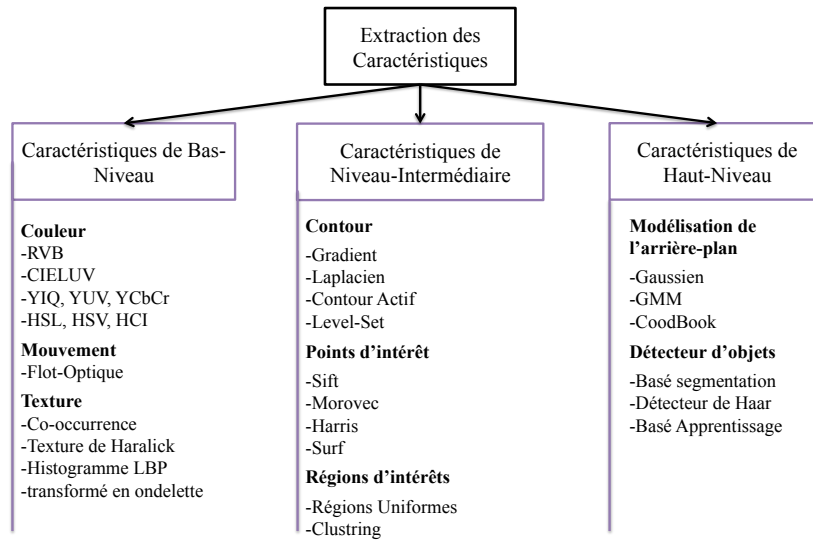 Extraction des
Caractéristiques
Caractéristiques de Bas-
Niveau
Couleur
-RVB
-CIELUV
-YIQ, YUV, YCbCr
-HSL, HSV, HCI
Mouvement
-Flot-Optique
Texture
-Co-occurrence
-Texture de Haralick
-Histogramme LBP
-transformé en ondelette
Caractéristiques de
Niveau-Intermédiaire
Contour
-Gradient
-Laplacien
-Contour Actif
-Level-Set
Points d'intérêt
-Sift
-Morovec
-Harris
-Surf
Régions d'intérêts
-Régions Uniformes
-Clustring
Caractéristiques de
Haut-Niveau
Modélisation de
l'arrière-plan
-Gaussien
-GMM
-CoodBook
Détecteur d'objets
-Basé segmentation
-Détecteur de Haar
-Basé Apprentissage